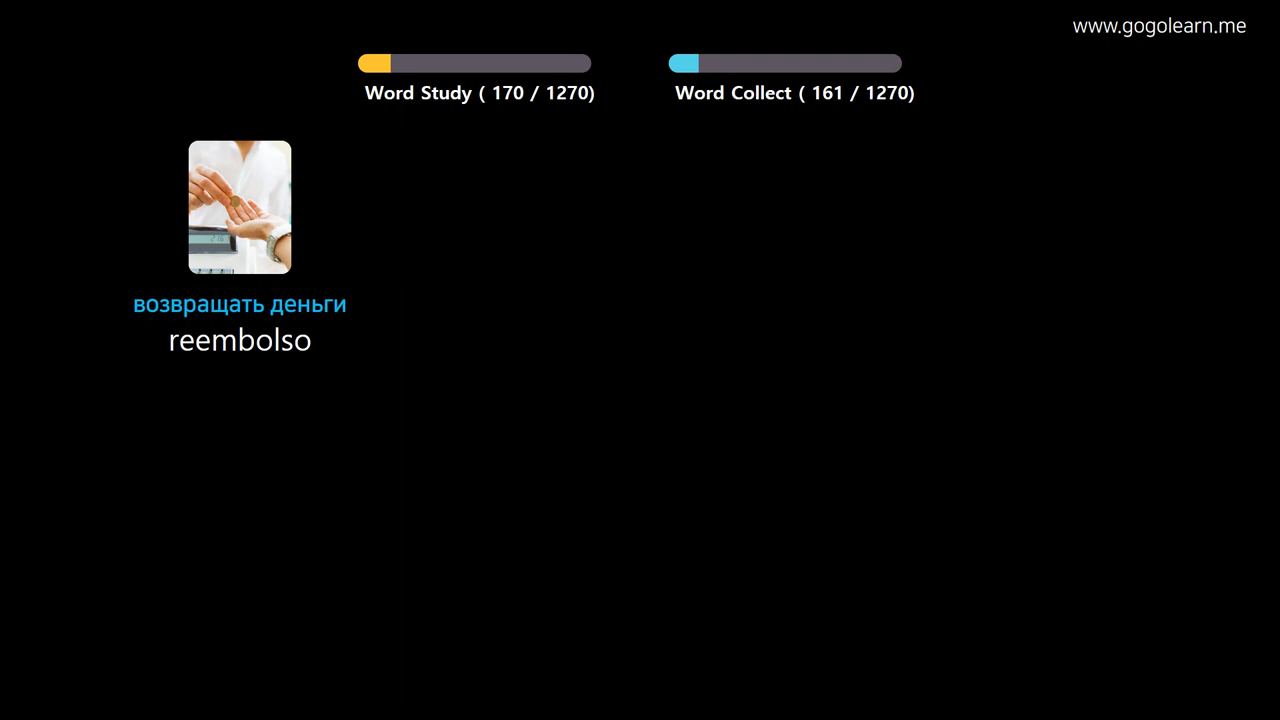 www.gogolearn.me
Word Study ( 170 / 1270)
Word Collect ( 161 / 1270)
возвращать деньги
reembolso